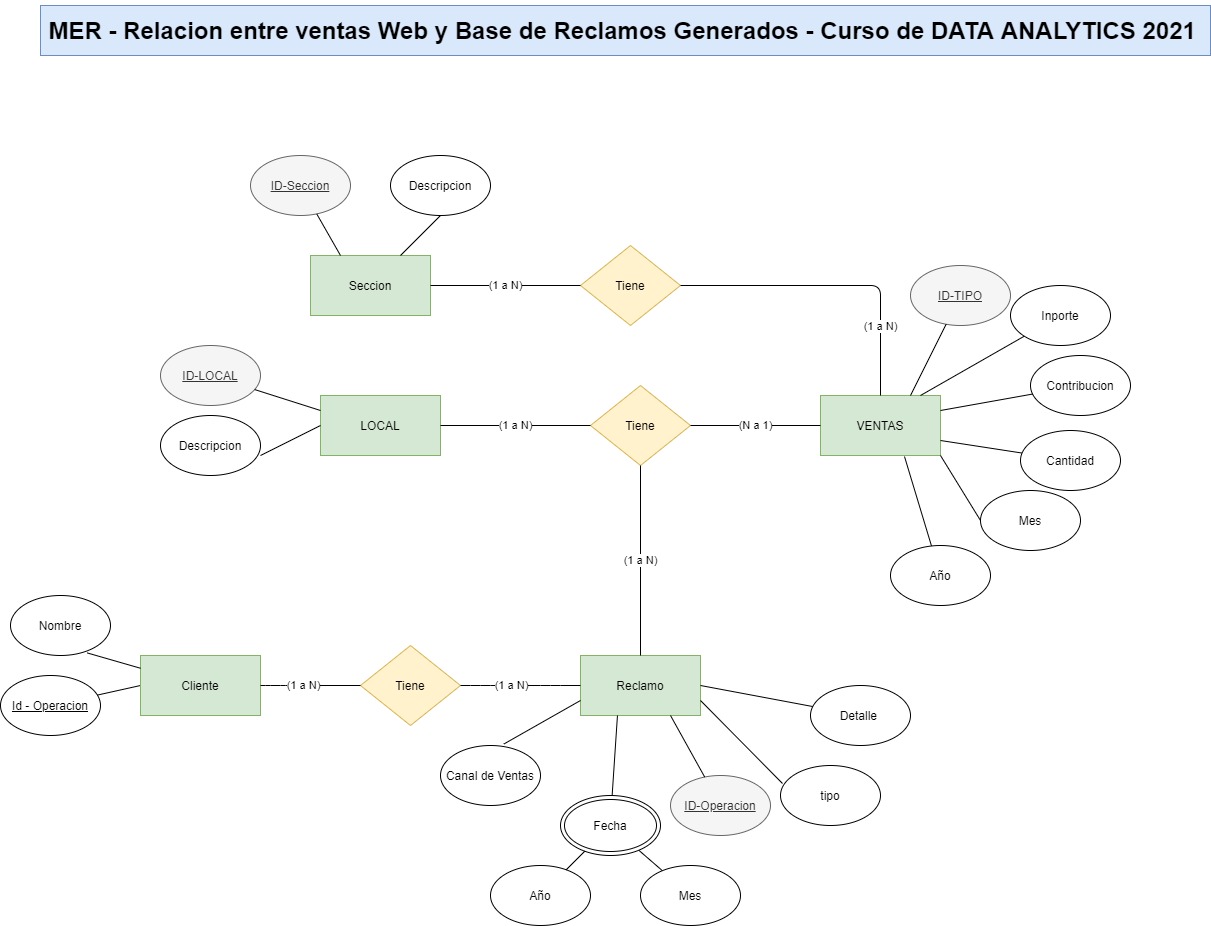 MER - Relacion entre ventas Web y Base de Reclamos Generados - Curso de DATA ANALYTICS 2021
ID-Seccion
Descripcion
Seccion
(1 a N)
Tiene
(1 a N)
ID-TIPO
Inporte
ID-LOCAL
Contribucion
Descripcion
LOCAL
(1 a N)
Tiene
(N a 1)
VENTAS
Cantidad
Mes
Año
(1 a N)
Nombre
Id - Operacion
Cliente
(1 a N)
Tiene
(1 a N)
Reclamo
Detalle
Canal de Ventas
tipo
ID-Operacion
Fecha
Año
Mes